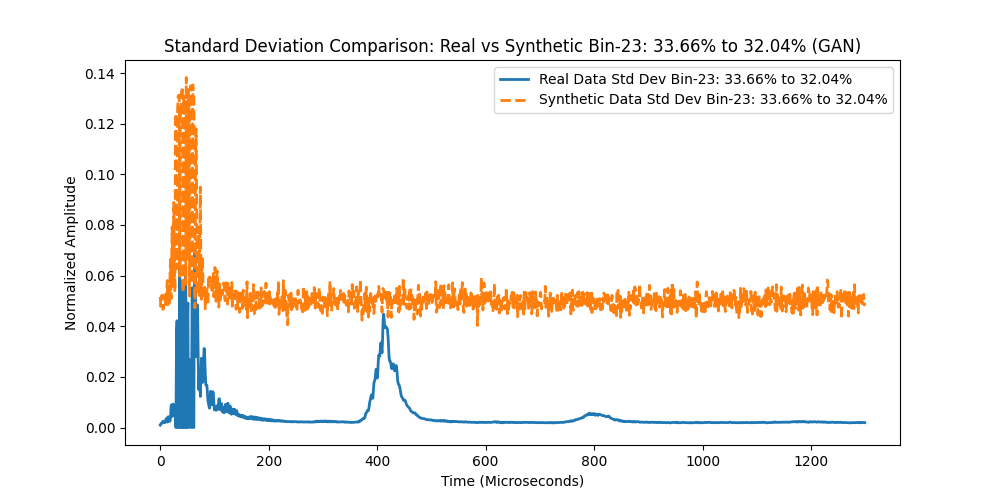 Standard Deviation Comparison: Real vs Synthetic Bin-23: 33.66% to 32.04% (GAN)
Real Data Std Dev Bin-23: 33.66% to 32.04%
Synthetic Data Std Dev Bin-23: 33.66% to 32.04%
Normalized Amplitude
0.14
0.12
0.10
0.08
0.06
0.04
0.02
0.00
0 200 400 600 800 1000 1200
Time (Microseconds)